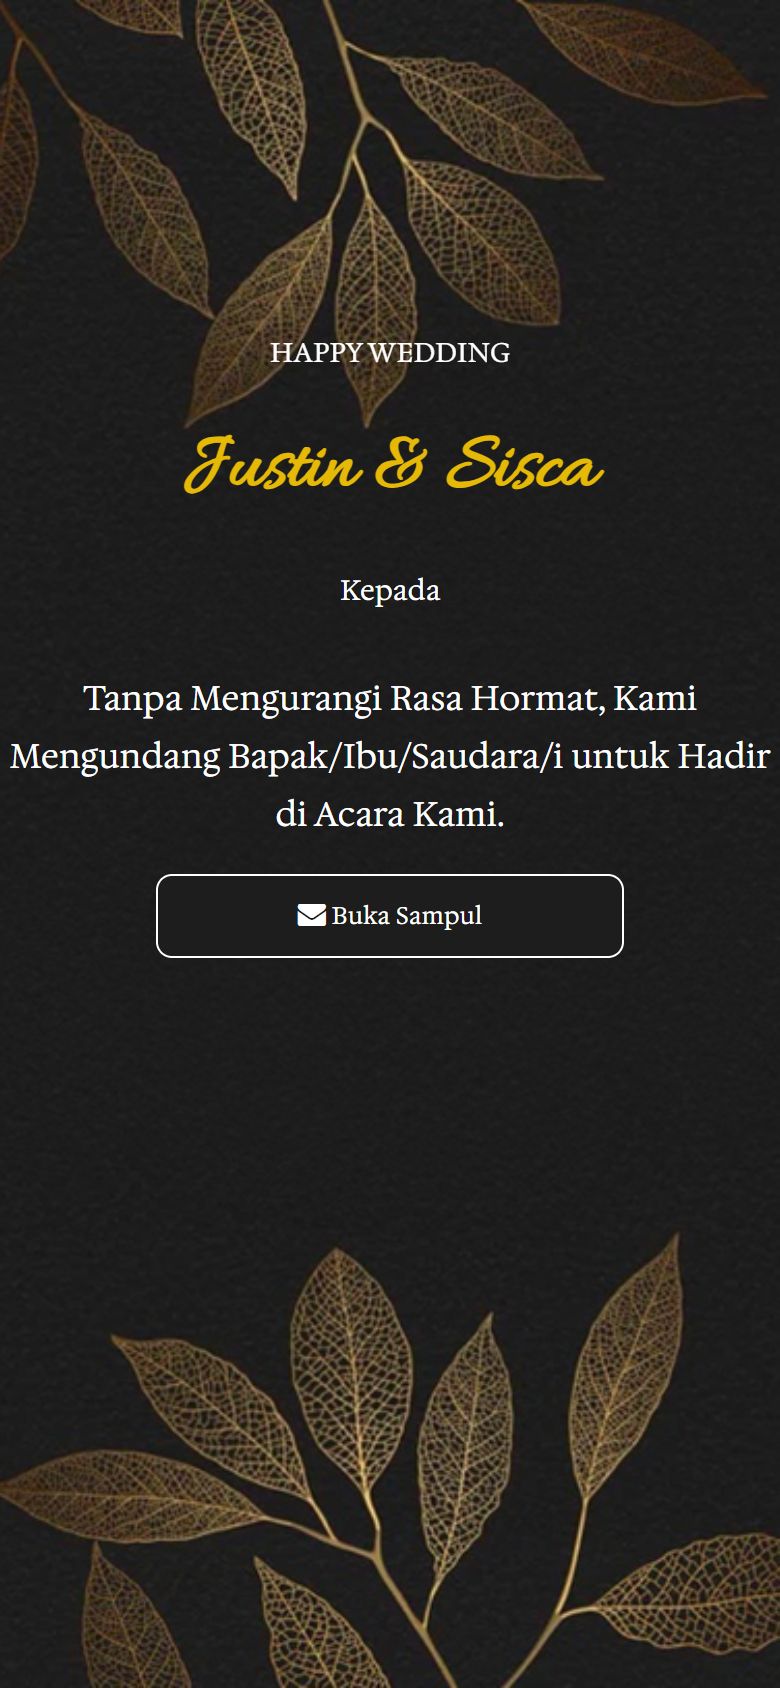 HAPPY WEDDING
Justin & Sisca
Kepada
Tanpa Mengurangi Rasa Hormat, Kami
Mengundang Bapak/Ibu/Saudara/i untuk Hadir
di Acara Kami.
Buka Sampul